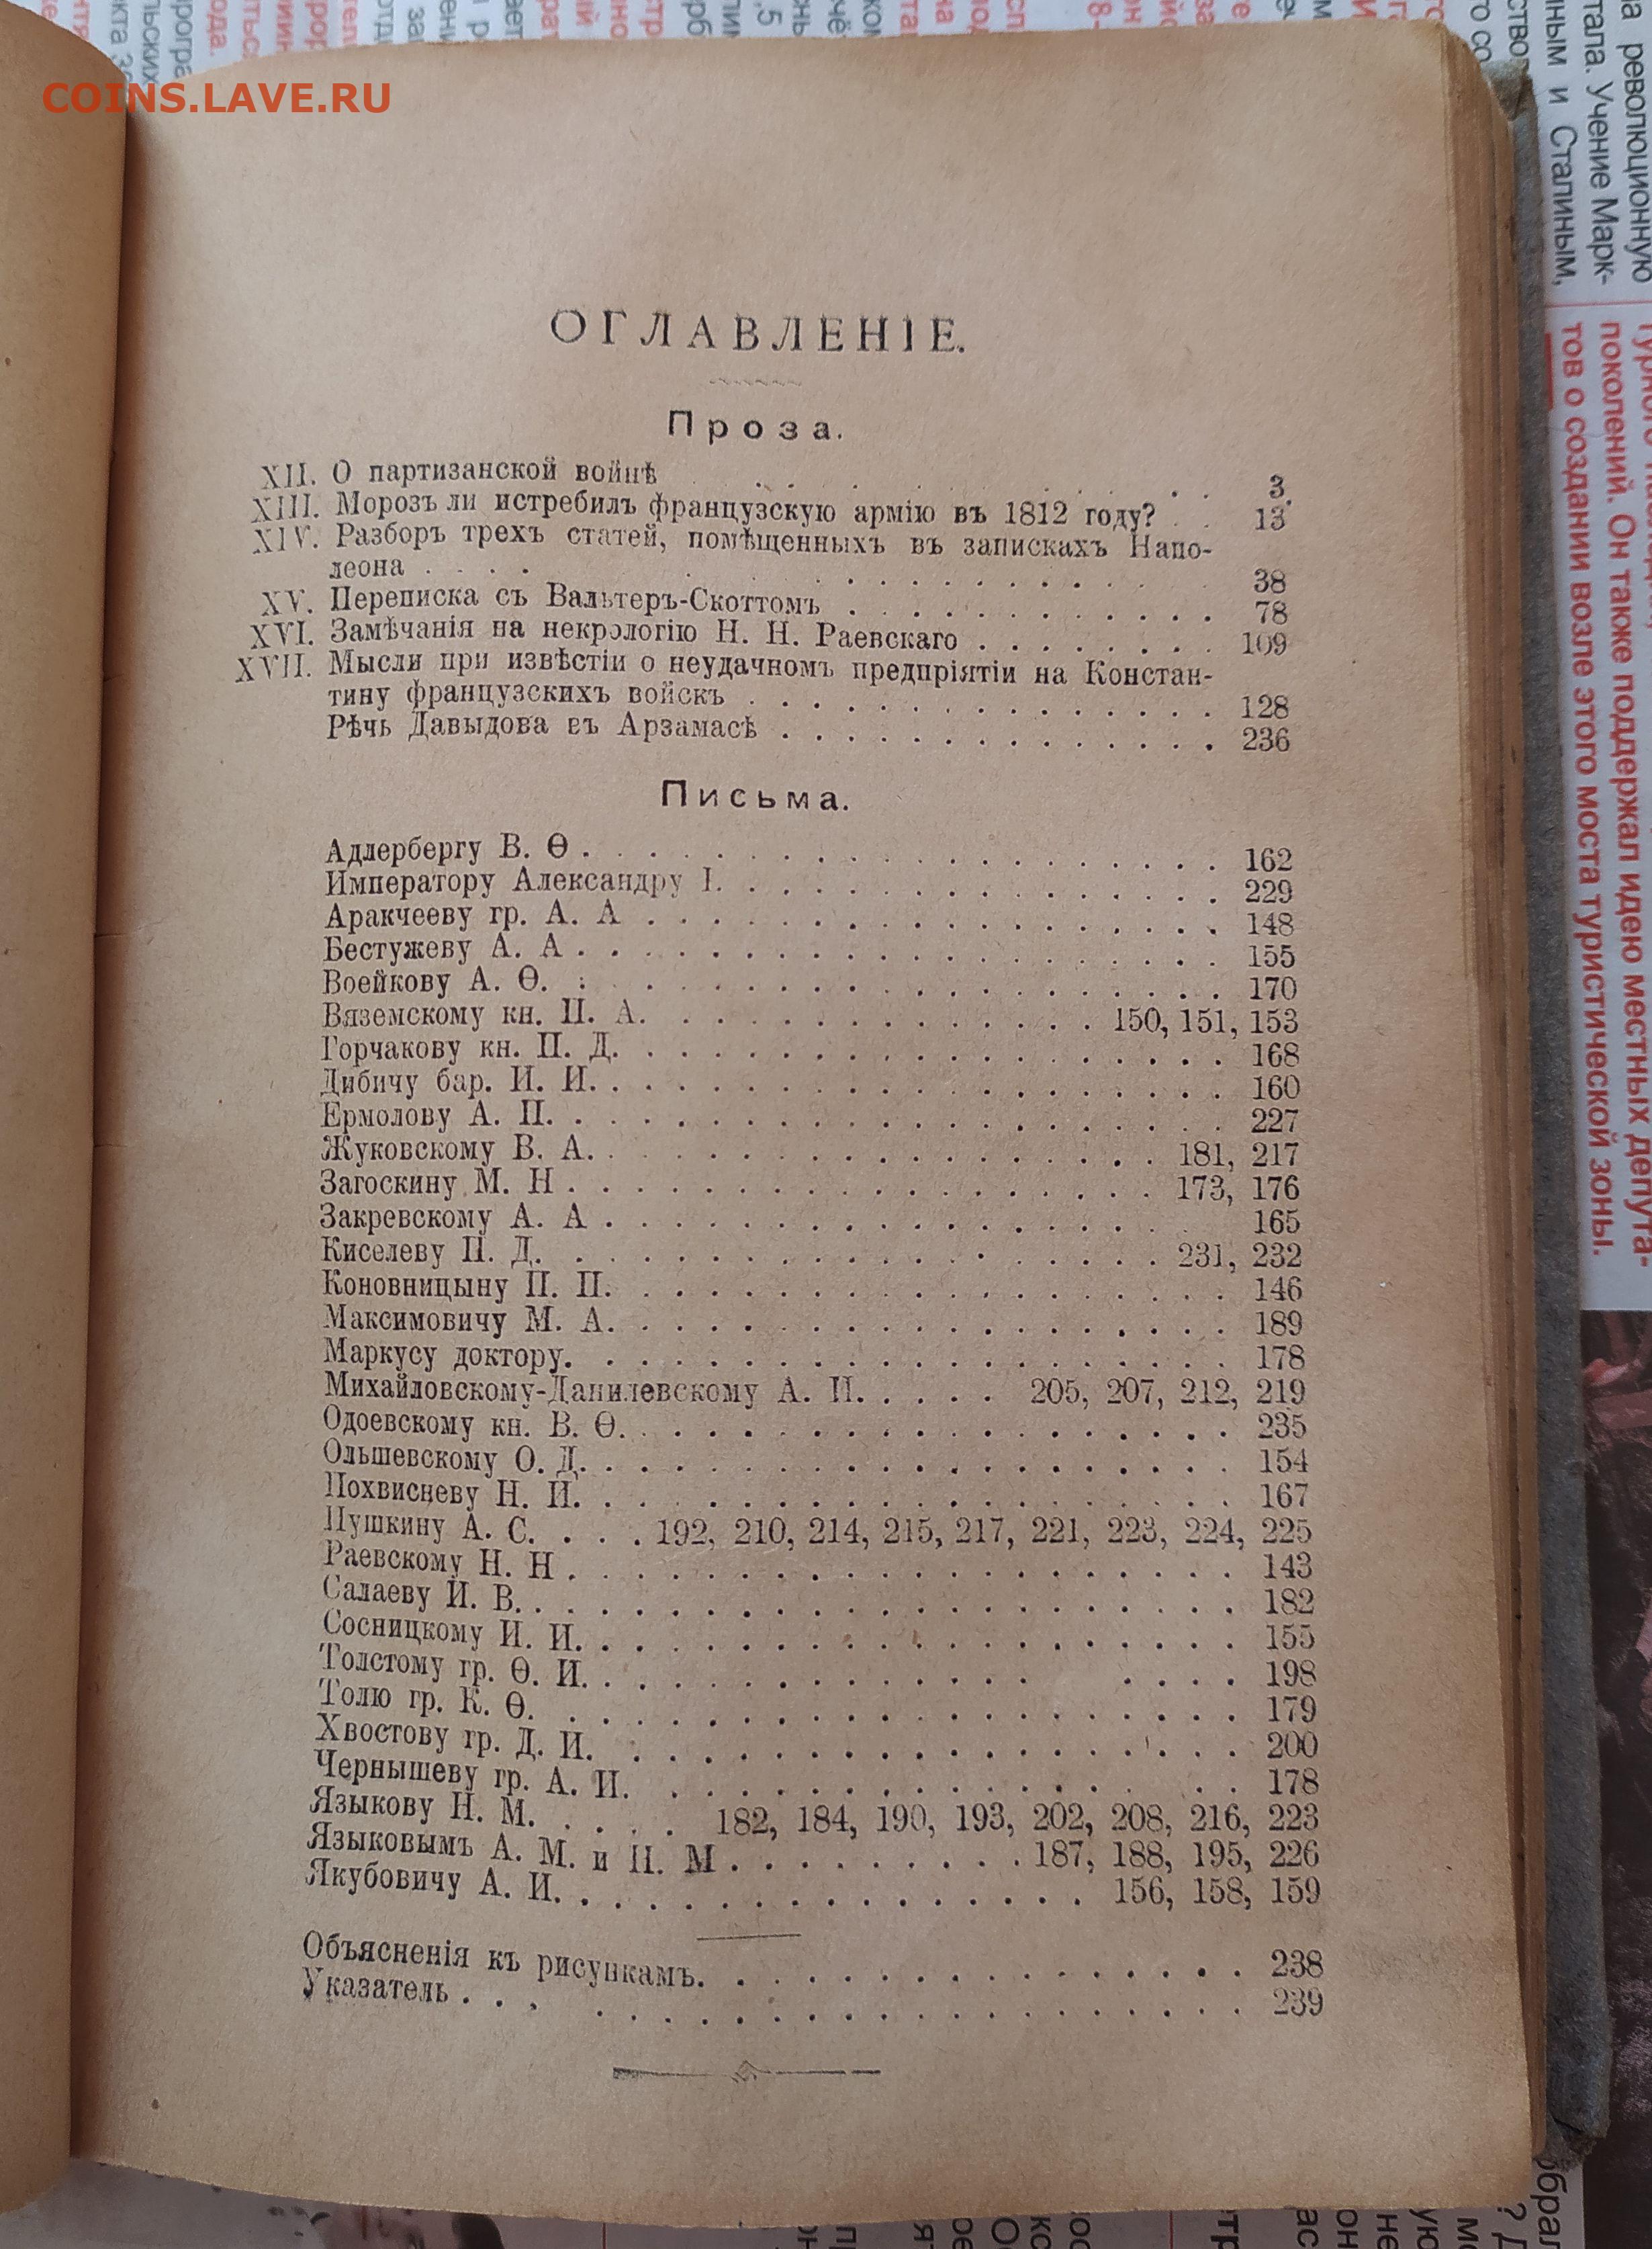 COINS.LAVE.RU
ОГЛАВЛЕНІЕ.
Проза.
XII. О партизанской войнѣ . . . . . . . . 3
XIII. Морозъ ли истребилъ французскую армію въ 1812 году? . . 13
XIV. Разборъ трехъ статей, помѣщенныхъ въ запискахъ Напо-
леона . . . . . . . . . . . . . 38
XV. Переписка съ Вальтеръ-Скоттомъ . . . . . . . . . . . 78
XVI. Замѣчанія на некрологію Н. Н. Раевскаго . . . . . . . . 109
XVII. Мысли при извѣстіи о неудачномъ предпріятіи на Констан-
тину французскихъ войскъ . . . . . . . . . . . . . 128
Рѣчь Давыдова въ Арзамасѣ . . . . . . . . . . . . . 236
Письма.
Адлербергу В. Ѳ . . . . . . . . . . . . . . . . . 162
Императору Александру I. . . . . . . . . . . . . . 229
Аракчееву гр. А. А . . . . . . . . . . . . . . . . 148
Бестужеву А. А . . . . . . . . . . . . . . . . . 155
Воейкову А. Ѳ. . . . . . . . . . . . . . . . . 170
Вяземскому кн. П. А. . . . . . . . . . . . . 150, 151, 153
Горчакову кн. П. Д. . . . . . . . . . . . . . . . 168
Дибичу бар. И. И. . . . . . . . . . . . . . . . . 160
Ермолову А. П. . . . . . . . . . . . . . . . . . 227
Жуковскому В. А. . . . . . . . . . . . . . . 181, 217
Загоскину М. Н . . . . . . . . . . . . . . . 173, 176
Закревскому А. А . . . . . . . . . . . . . . . . 165
Киселеву П. Д. . . . . . . . . . . . . . . . 231, 232
Коновницыну П. П. . . . . . . . . . . . . . . . . 146
Максимовичу М. А. . . . . . . . . . . . . . . . . 189
Маркусу доктору. . . . . . . . . . . . . . . . . 178
Михайловскому-Данилевскому А. И. . . . . 205, 207, 212, 219
Одоевскому кн. В. Ѳ. . . . . . . . . . . . . . . . 235
Ольшевскому О. Д. . . . . . . . . . . . . . . . . 154
Похвисневу Н. И. . . . . . . . . . . . . . . . . 167
Пушкину А. С. . . . 192, 210, 214, 215, 217, 221, 223, 224, 225
Раевскому Н. Н . . . . . . . . . . . . . . . . . 143
Салаеву И. В. . . . . . . . . . . . . . . . . . 182
Сосницкому И. И. . . . . . . . . . . . . . . . . 155
Толстому гр. Ѳ. И. . . . . . . . . . . . . . . . 198
Толю гр. К. Ѳ. . . . . . . . . . . . . . . . . 179
Хвостову гр. Д. И. . . . . . . . . . . . . . . . 200
Чернышеву гр. А. И. . . . . . . . . . . . . . . 178
Языкову Н. М. . . . . 182, 184, 190, 193, 202, 208, 216, 223
Языковымъ А. М. и Н. М . . . . . . . . . 187, 188, 195, 226
Якубовичу А. И. . . . . . . . . . . . . . 156, 158, 159
Объясненія къ рисункамъ. . . . . . . . . . . . . . . 238
Указатель . . . . . . . . . . . . . . . . . . . 239
на революционную
тала. Учение Марк-
нным и Сталиным,
поколений. Он также поддержал идею местных депута-
тов о создании возле этого моста туристической зоны.